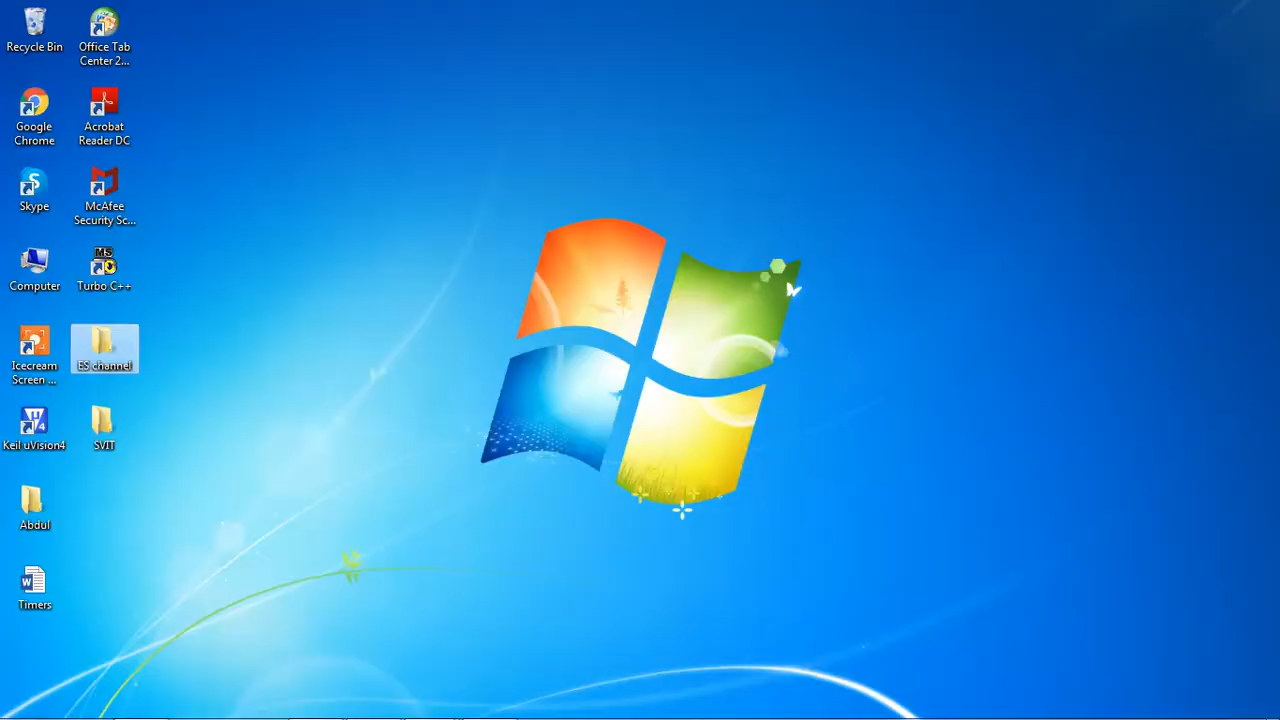 Recycle Bin
Office Tab
Center 2...
Google
Chrome
Acrobat
Reader DC
Skype
McAfee
Security Sc...
Computer
MS
Turbo C++
Icecream
Screen ...
ES channel
Keil uVision4
SVIT
Abdul
Timers